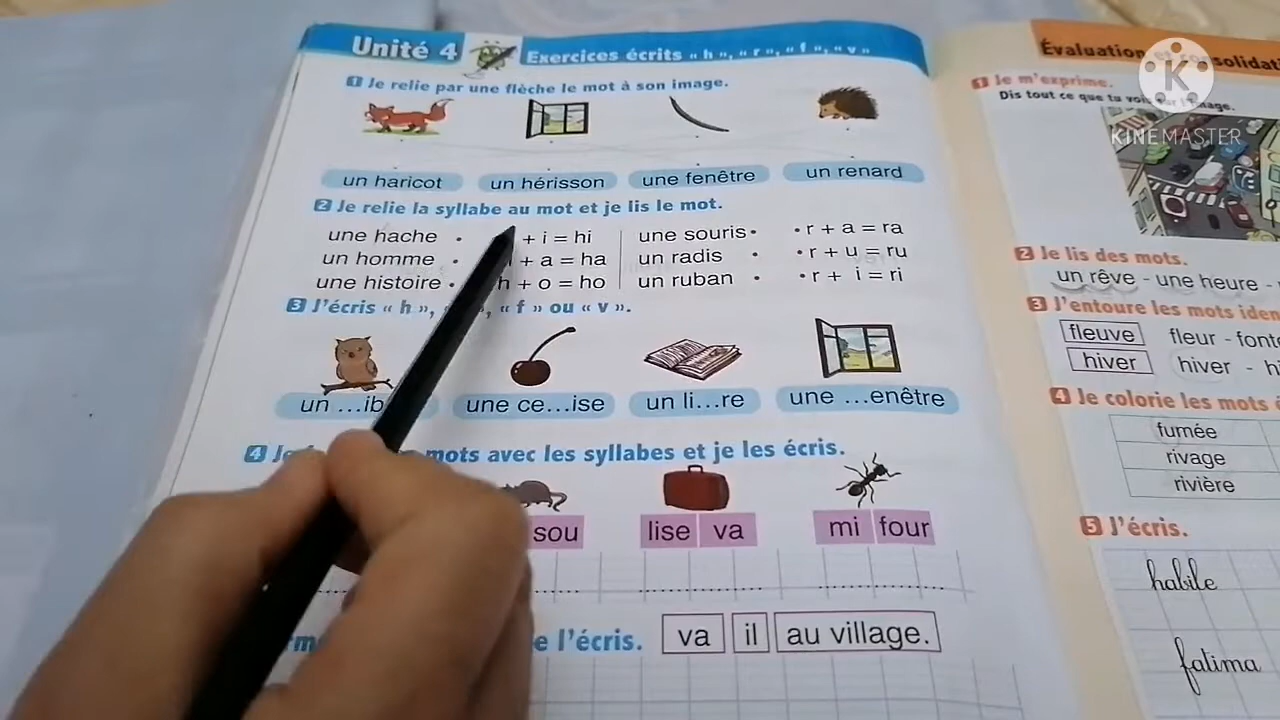 Unité 4 Exercices écrits « h », « r », « f », « v »
1 Je relie par une flèche le mot à son image.
un haricot un hérisson une fenêtre un renard
2 Je relie la syllabe au mot et je lis le mot.
une hache • + i = hi une souris • • r + a = ra
un homme • + a = ha un radis • • r + u = ru
une histoire • h + o = ho un ruban • • r + i = ri
3 J'écris « h », « f » ou « v ».
un ...ib une ce...ise un li...re une ...enêtre
4 mots avec les syllabes et je les écris.
sou lise va mi four
l'écris. va il au village.
Évaluation
1 Je m'exprime.
Dis tout ce que tu
KINEMASTER
2 Je lis des mots.
un rêve - une heure -
3 J'entoure les mots
fleuve fleur -
hiver hiver -
4 Je colorie les mots
fumée
rivage
rivière
5 J'écris.
habile
fatima